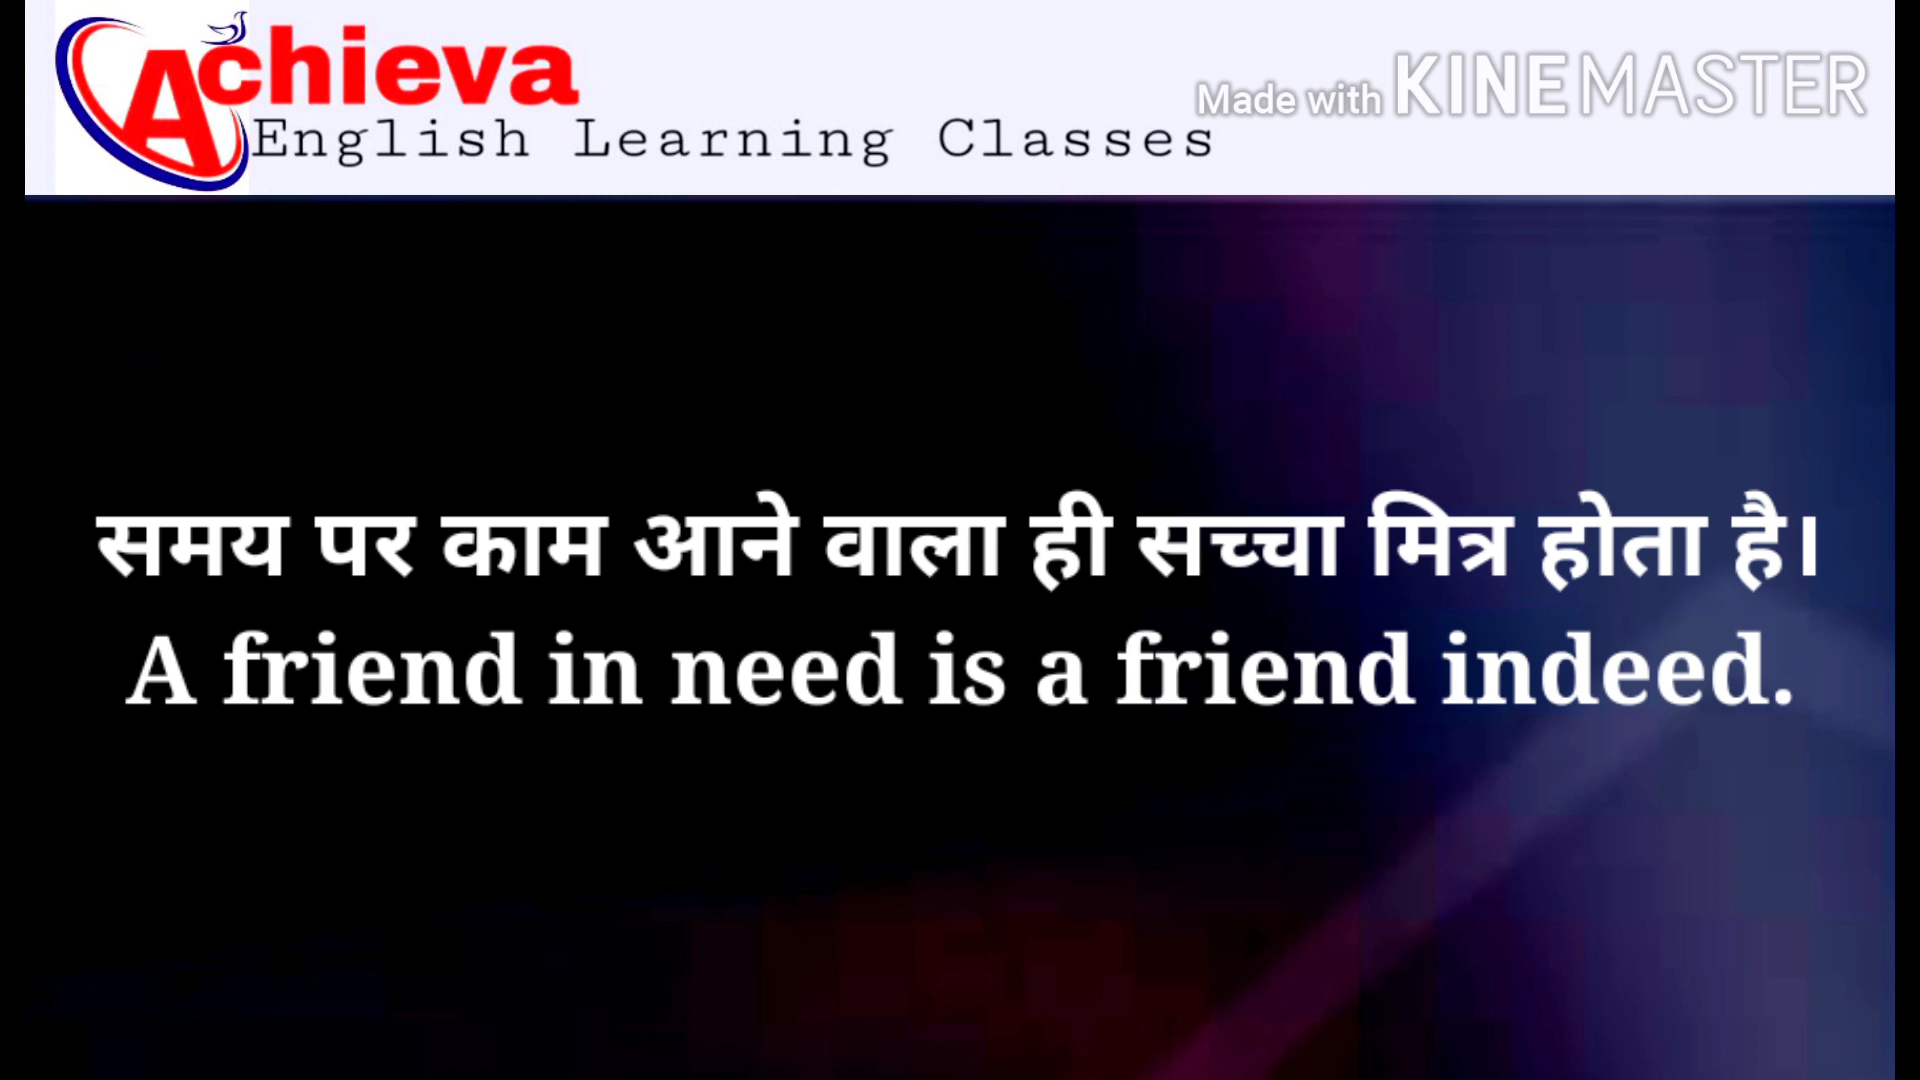 Achieva
English Learning Classes
Made with KINEMASTER
समय पर काम आने वाला ही सच्चा मित्र होता है।
A friend in need is a friend indeed.